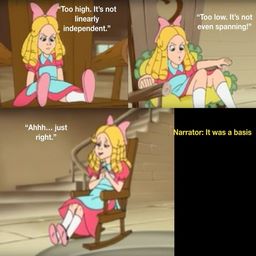 "Too high. It's not
linearly
independent."
"Too low. It's not
even spanning!"
"Ahhh... just
right."
Narrator: It was a basis